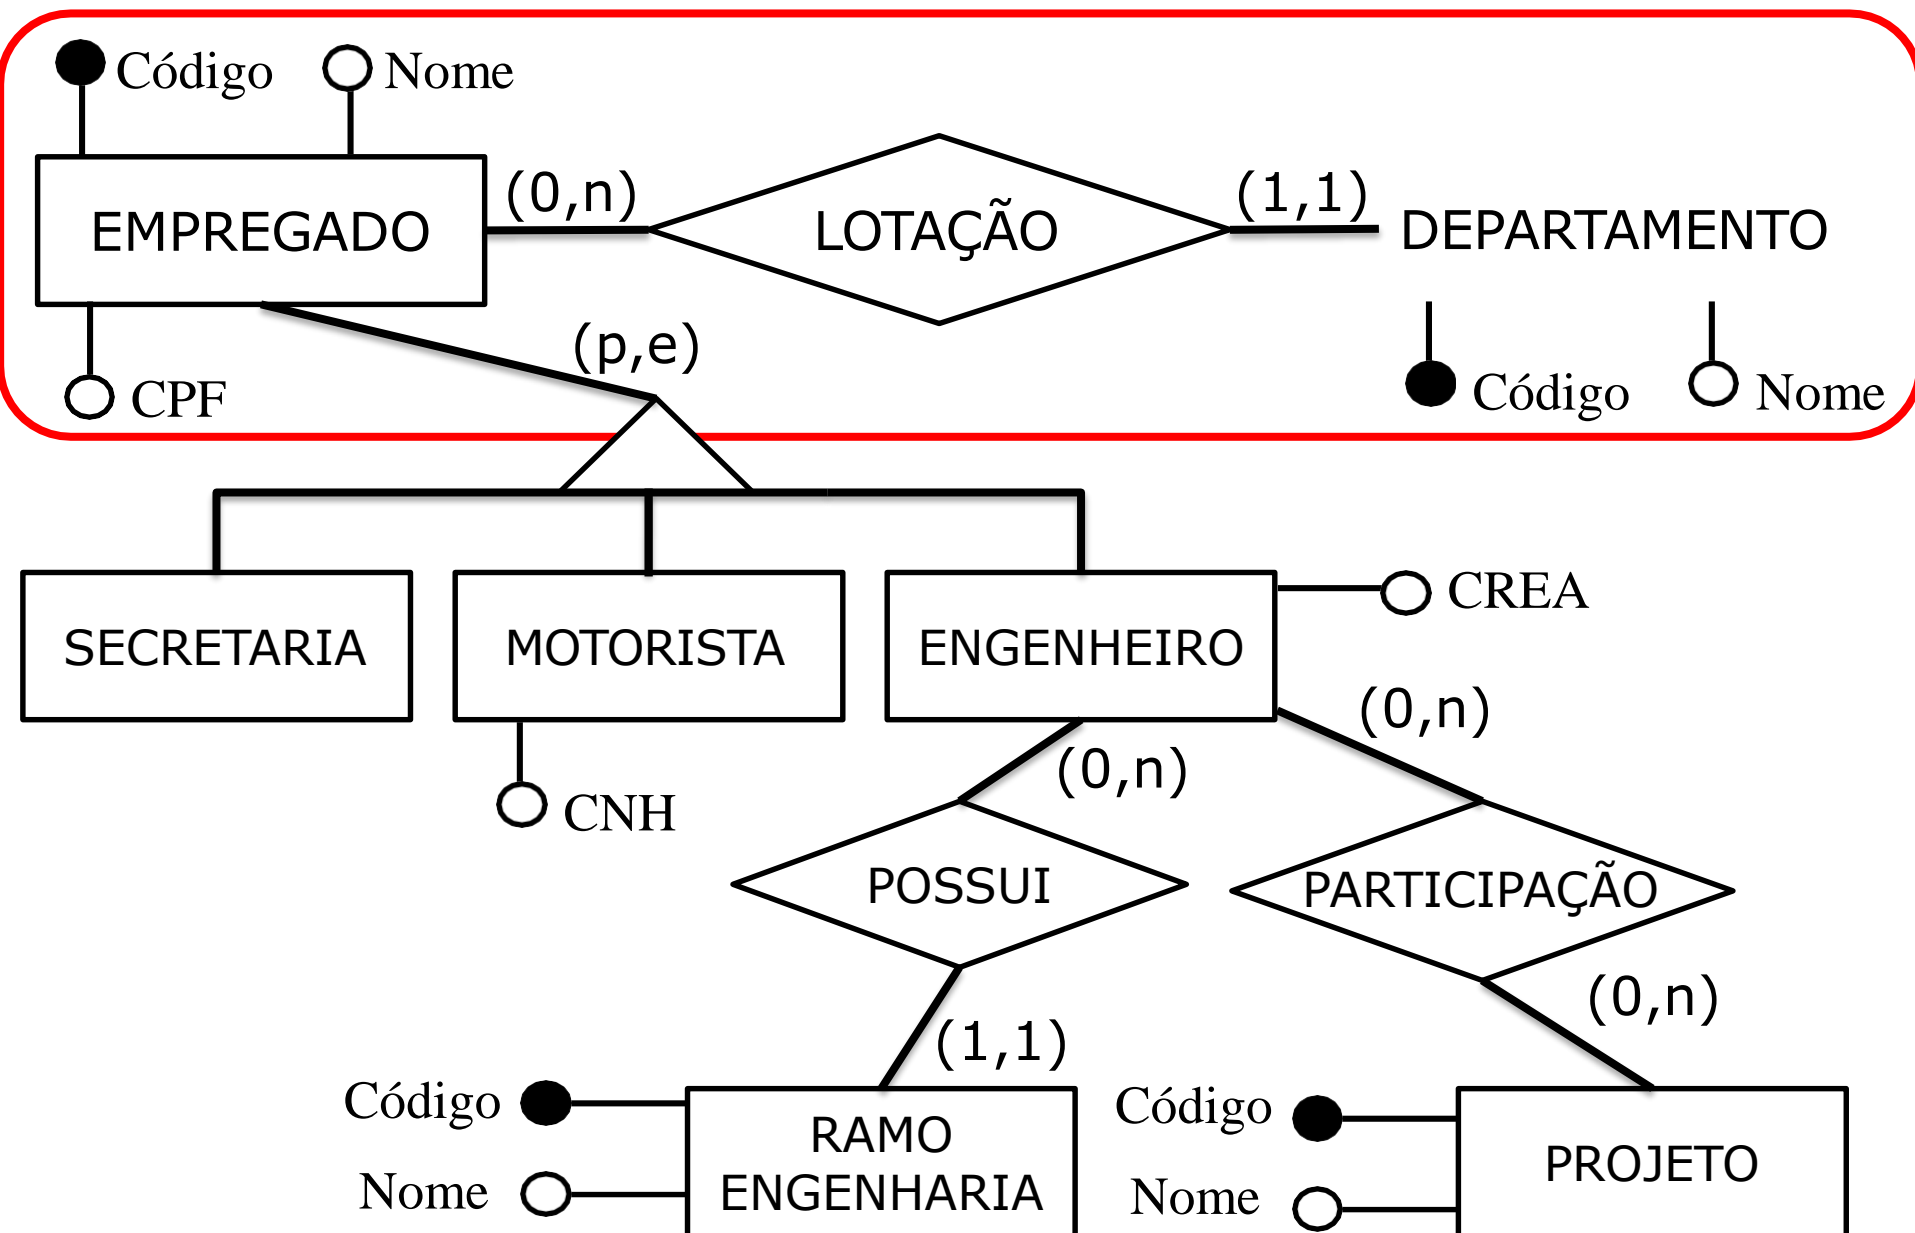 Código
Nome
EMPREGADO
(0,n)
LOTAÇÃO
(1,1)
DEPARTAMENTO
(p,e)
CPF
Código
Nome
SECRETARIA
MOTORISTA
ENGENHEIRO
CREA
(0,n)
(0,n)
CNH
POSSUI
PARTICIPAÇÃO
(0,n)
(1,1)
Código
RAMO
ENGENHARIA
Nome
Código
PROJETO
Nome